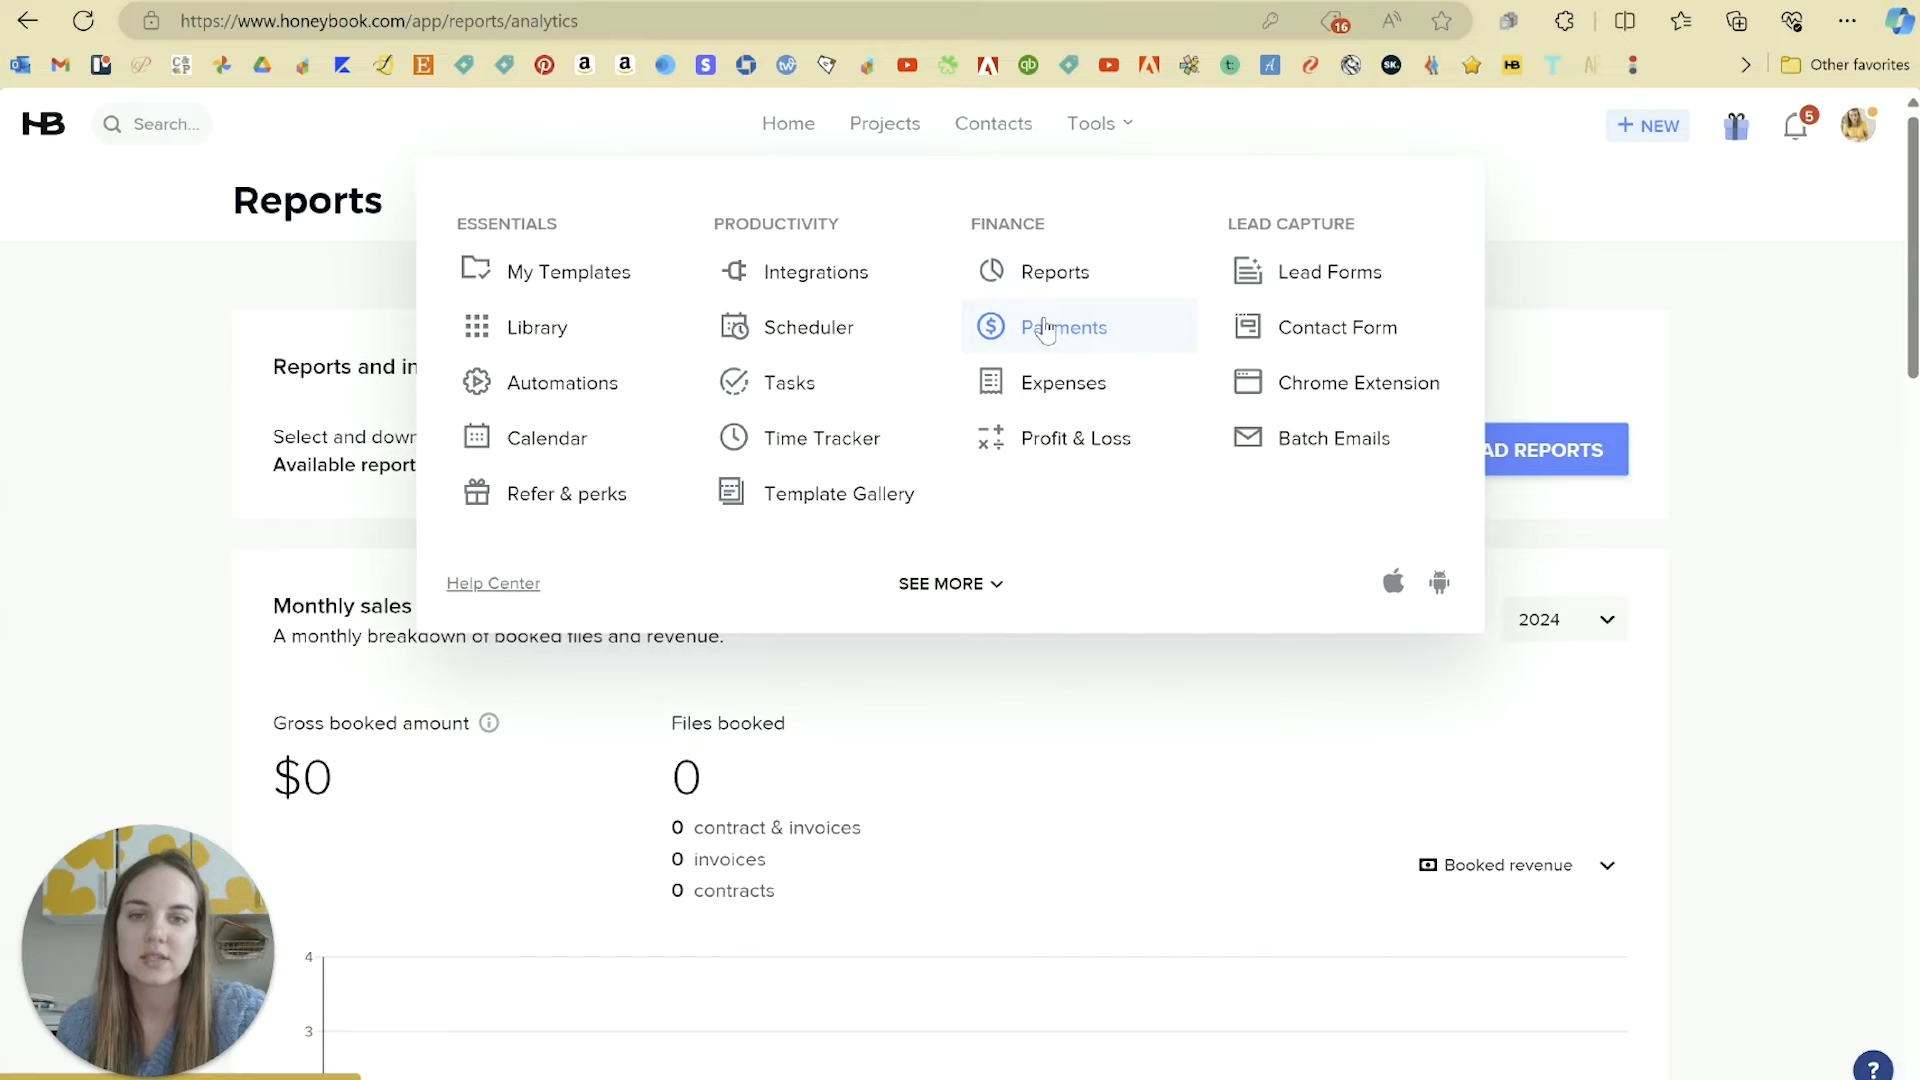 https://www.honeybook.com/app/reports/analytics
16
Other favorites
HB
Search...
Home
Projects
Contacts
Tools
+ NEW
5
Reports
ESSENTIALS
My Templates
Library
Automations
Calendar
Refer & perks
PRODUCTIVITY
Integrations
Scheduler
Tasks
Time Tracker
Template Gallery
FINANCE
Reports
Payments
Expenses
Profit & Loss
LEAD CAPTURE
Lead Forms
Contact Form
Chrome Extension
Batch Emails
Help Center
SEE MORE
Reports and in
Select and down
Available report
AD REPORTS
Monthly sales
A monthly breakdown of booked files and revenue.
2024
Gross booked amount
$0
Files booked
0
0 contract & invoices
0 invoices
0 contracts
Booked revenue
4
3
?